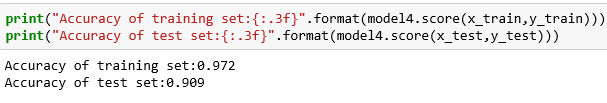 print("Accuracy of training set:{:.3f}".format(model4.score(x_train,y_train)))
print("Accuracy of test set:{:.3f}".format(model4.score(x_test,y_test)))
Accuracy of training set:0.972
Accuracy of test set:0.909